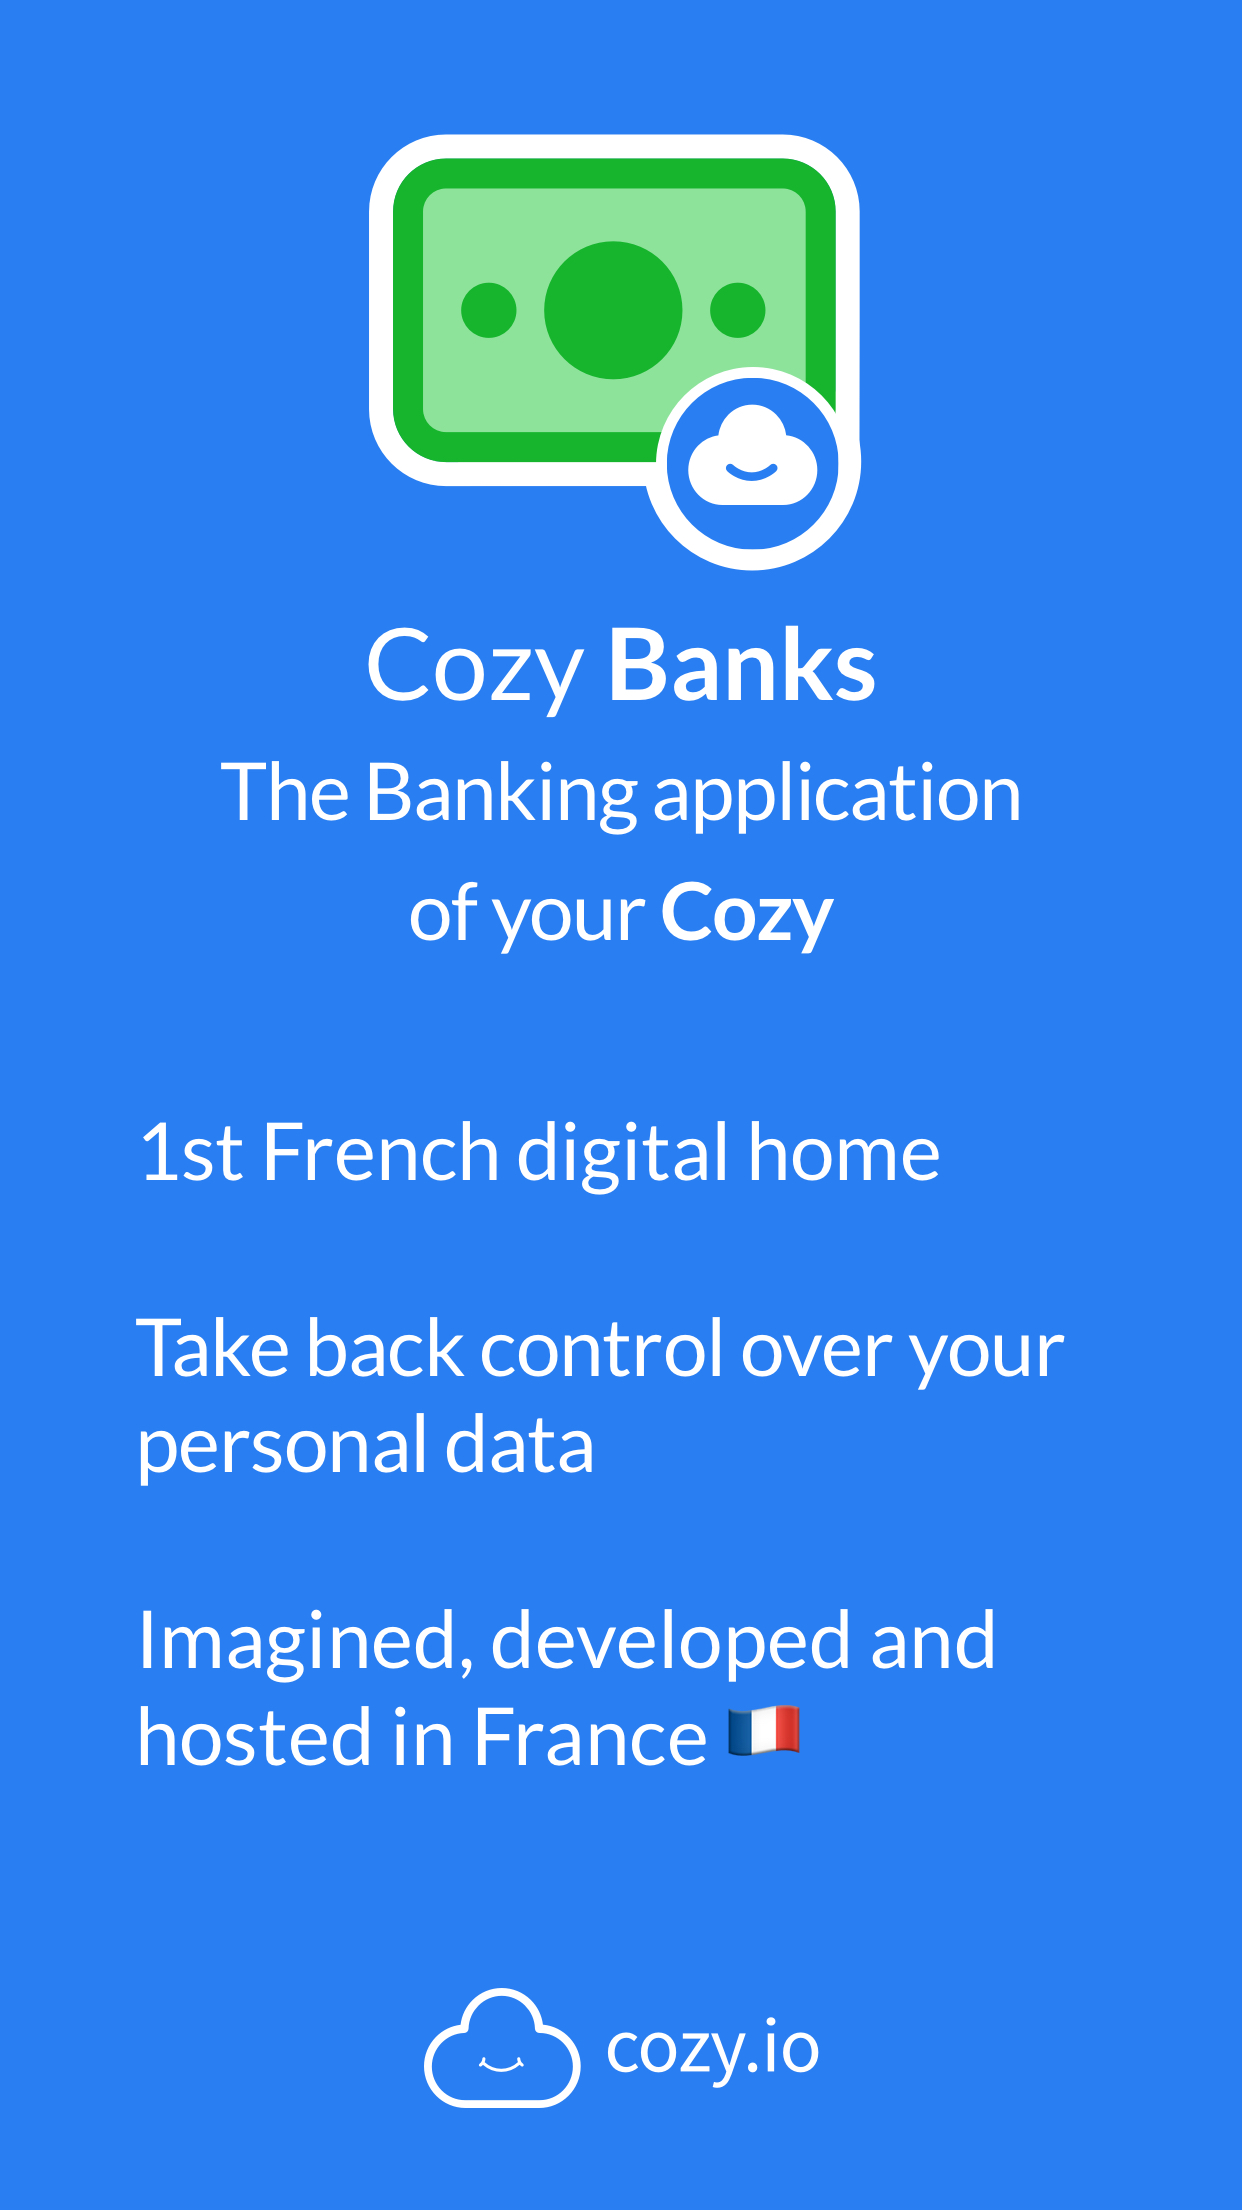 Cozy Banks
The Banking application
of your Cozy
1st French digital home
Take back control over your
personal data
Imagined, developed and
hosted in France 🇫🇷
cozy.io